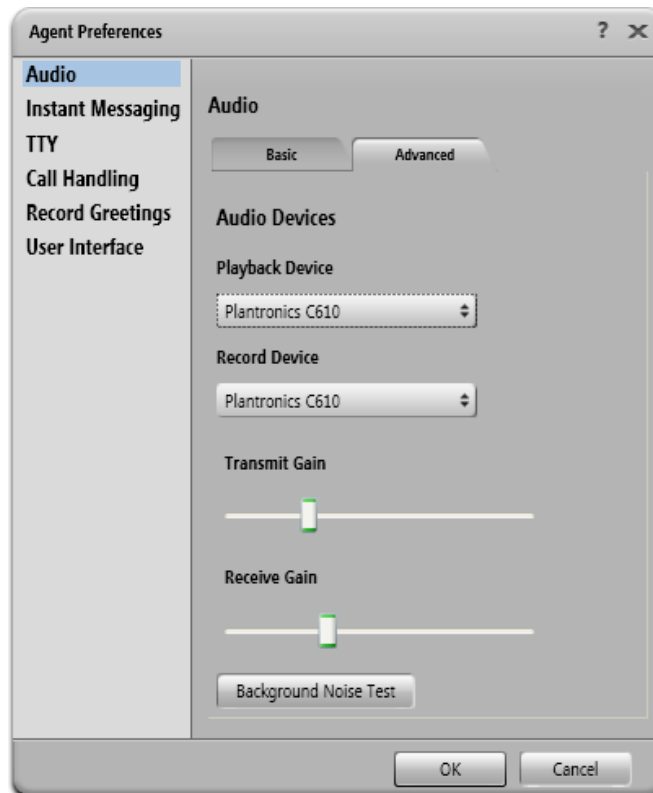 Agent Preferences
?
Audio
Instant Messaging
TTY
Call Handling
Record Greetings
User Interface
Audio
Basic
Advanced
Audio Devices
Playback Device
Plantronics C610
Record Device
Plantronics C610
Transmit Gain
Receive Gain
Background Noise Test
OK
Cancel